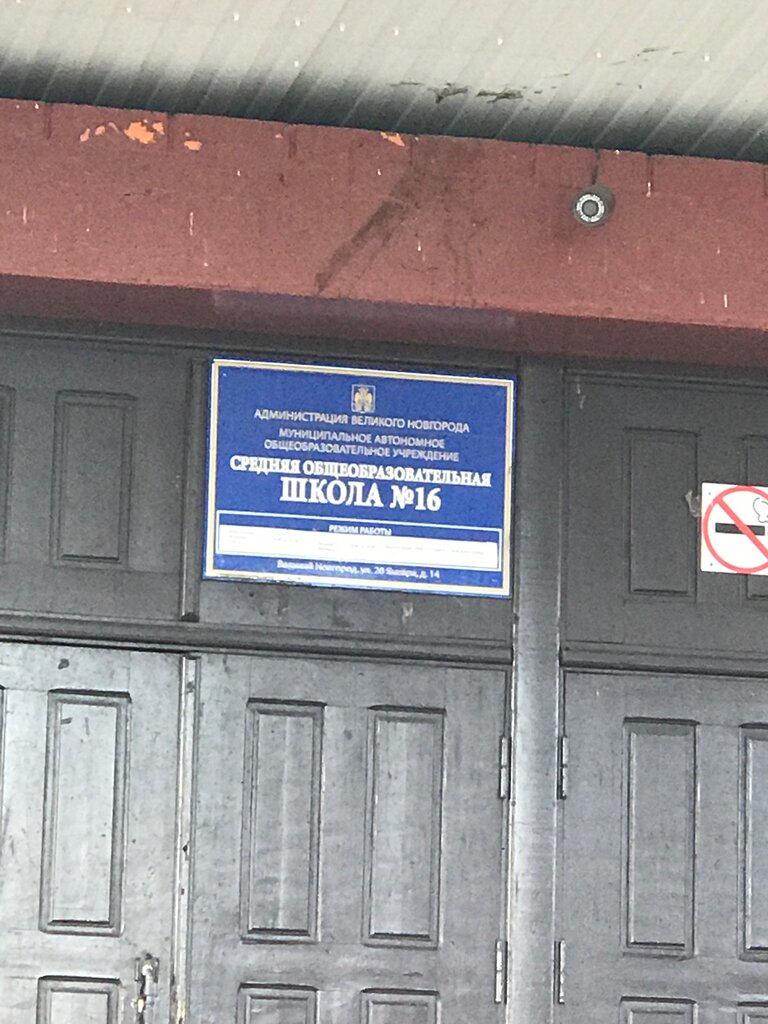 АДМИНИСТРАЦИЯ ВЕЛИКОГО НОВГОРОДА
МУНИЦИПАЛЬНОЕ АВТОНОМНОЕ
ОБЩЕОБРАЗОВАТЕЛЬНОЕ УЧРЕЖДЕНИЕ
СРЕДНЯЯ ОБЩЕОБРАЗОВАТЕЛЬНАЯ
ШКОЛА №16
РЕЖИМ РАБОТЫ
Великий Новгород, ул. 20 Января, д. 14